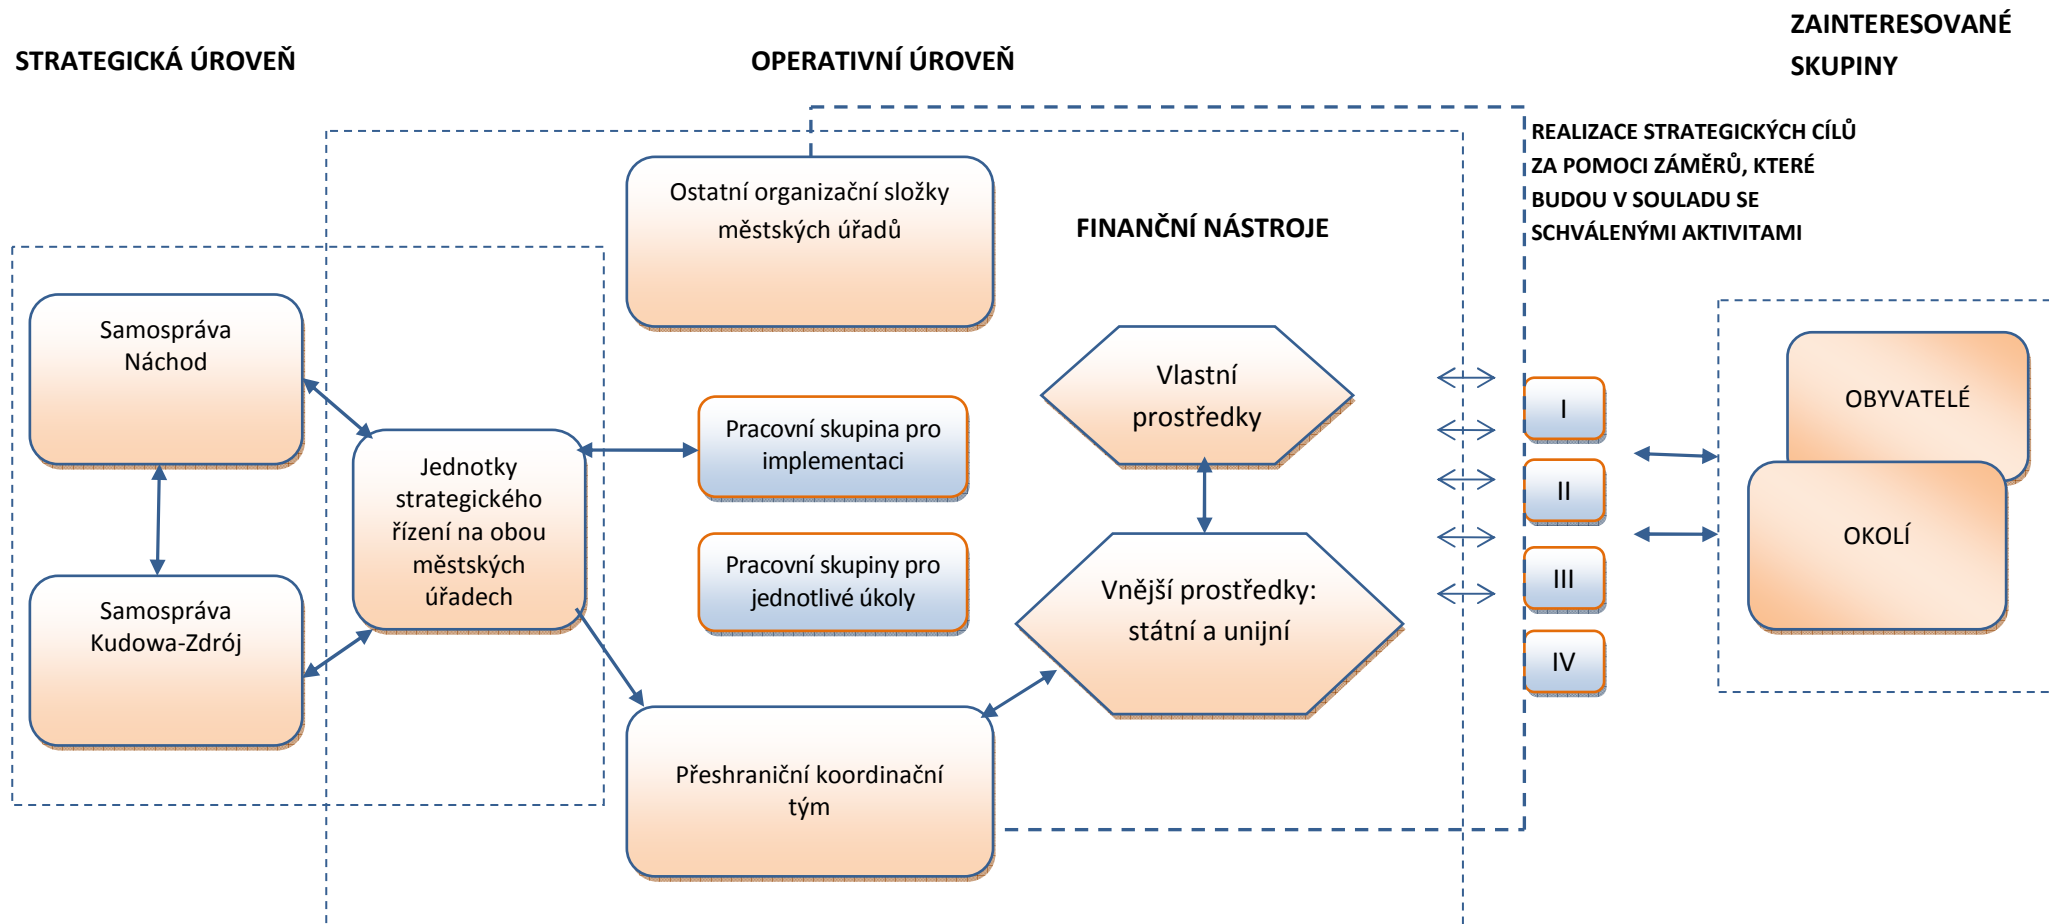 STRATEGICKÁ ÚROVEŇ
OPERATIVNÍ ÚROVEŇ
ZAINTERESOVANÉ
SKUPINY
REALIZACE STRATEGICKÝCH CÍLŮ
ZA POMOCI ZÁMĚRŮ, KTERÉ
BUDOU V SOULADU SE
SCHVÁLENÝMI AKTIVITAMI
Ostatní organizační složky
městských úřadů
FINANČNÍ NÁSTROJE
Samospráva
Náchod
Samospráva
Kudowa-Zdrój
Jednotky
strategického
řízení na obou
městských
úřadech
Pracovní skupina pro
implementaci
Pracovní skupiny pro
jednotlivé úkoly
Přeshraniční koordinační
tým
Vlastní
prostředky
Vnější prostředky:
státní a unijní
I
II
III
IV
OBYVATELÉ
OKOLÍ